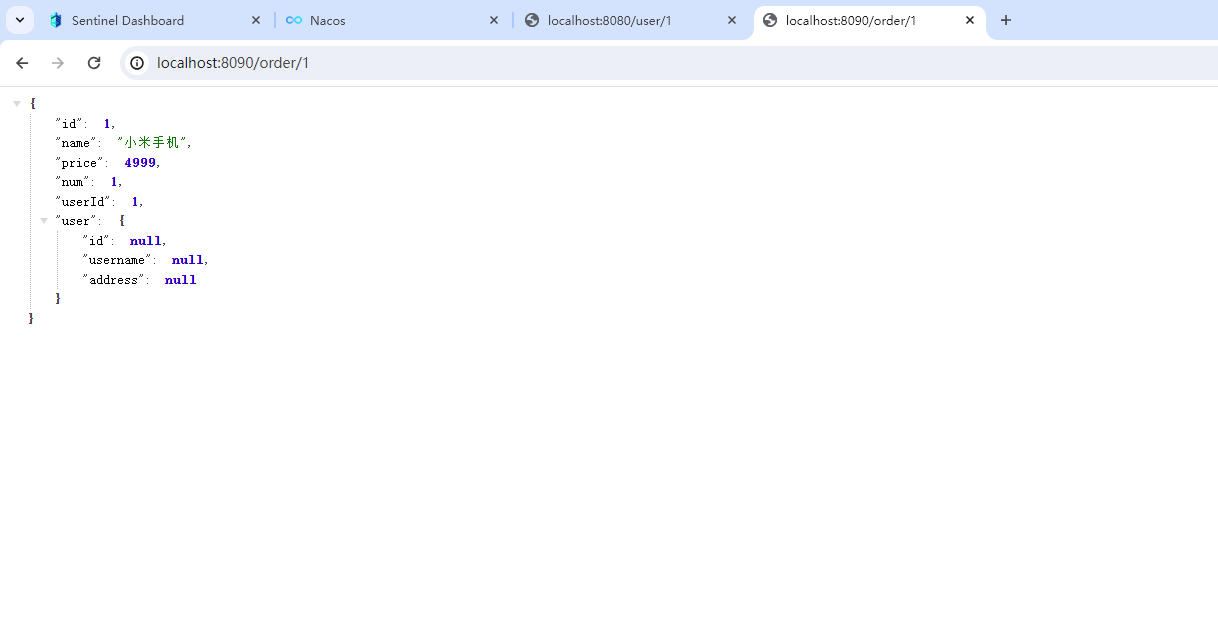 Sentinel Dashboard
Nacos
localhost:8080/user/1
localhost:8090/order/1
localhost:8090/order/1
{
"id": 1,
"name": "小米手机",
"price": 4999,
"num": 1,
"userId": 1,
"user": {
"id": null,
"username": null,
"address": null
}
}